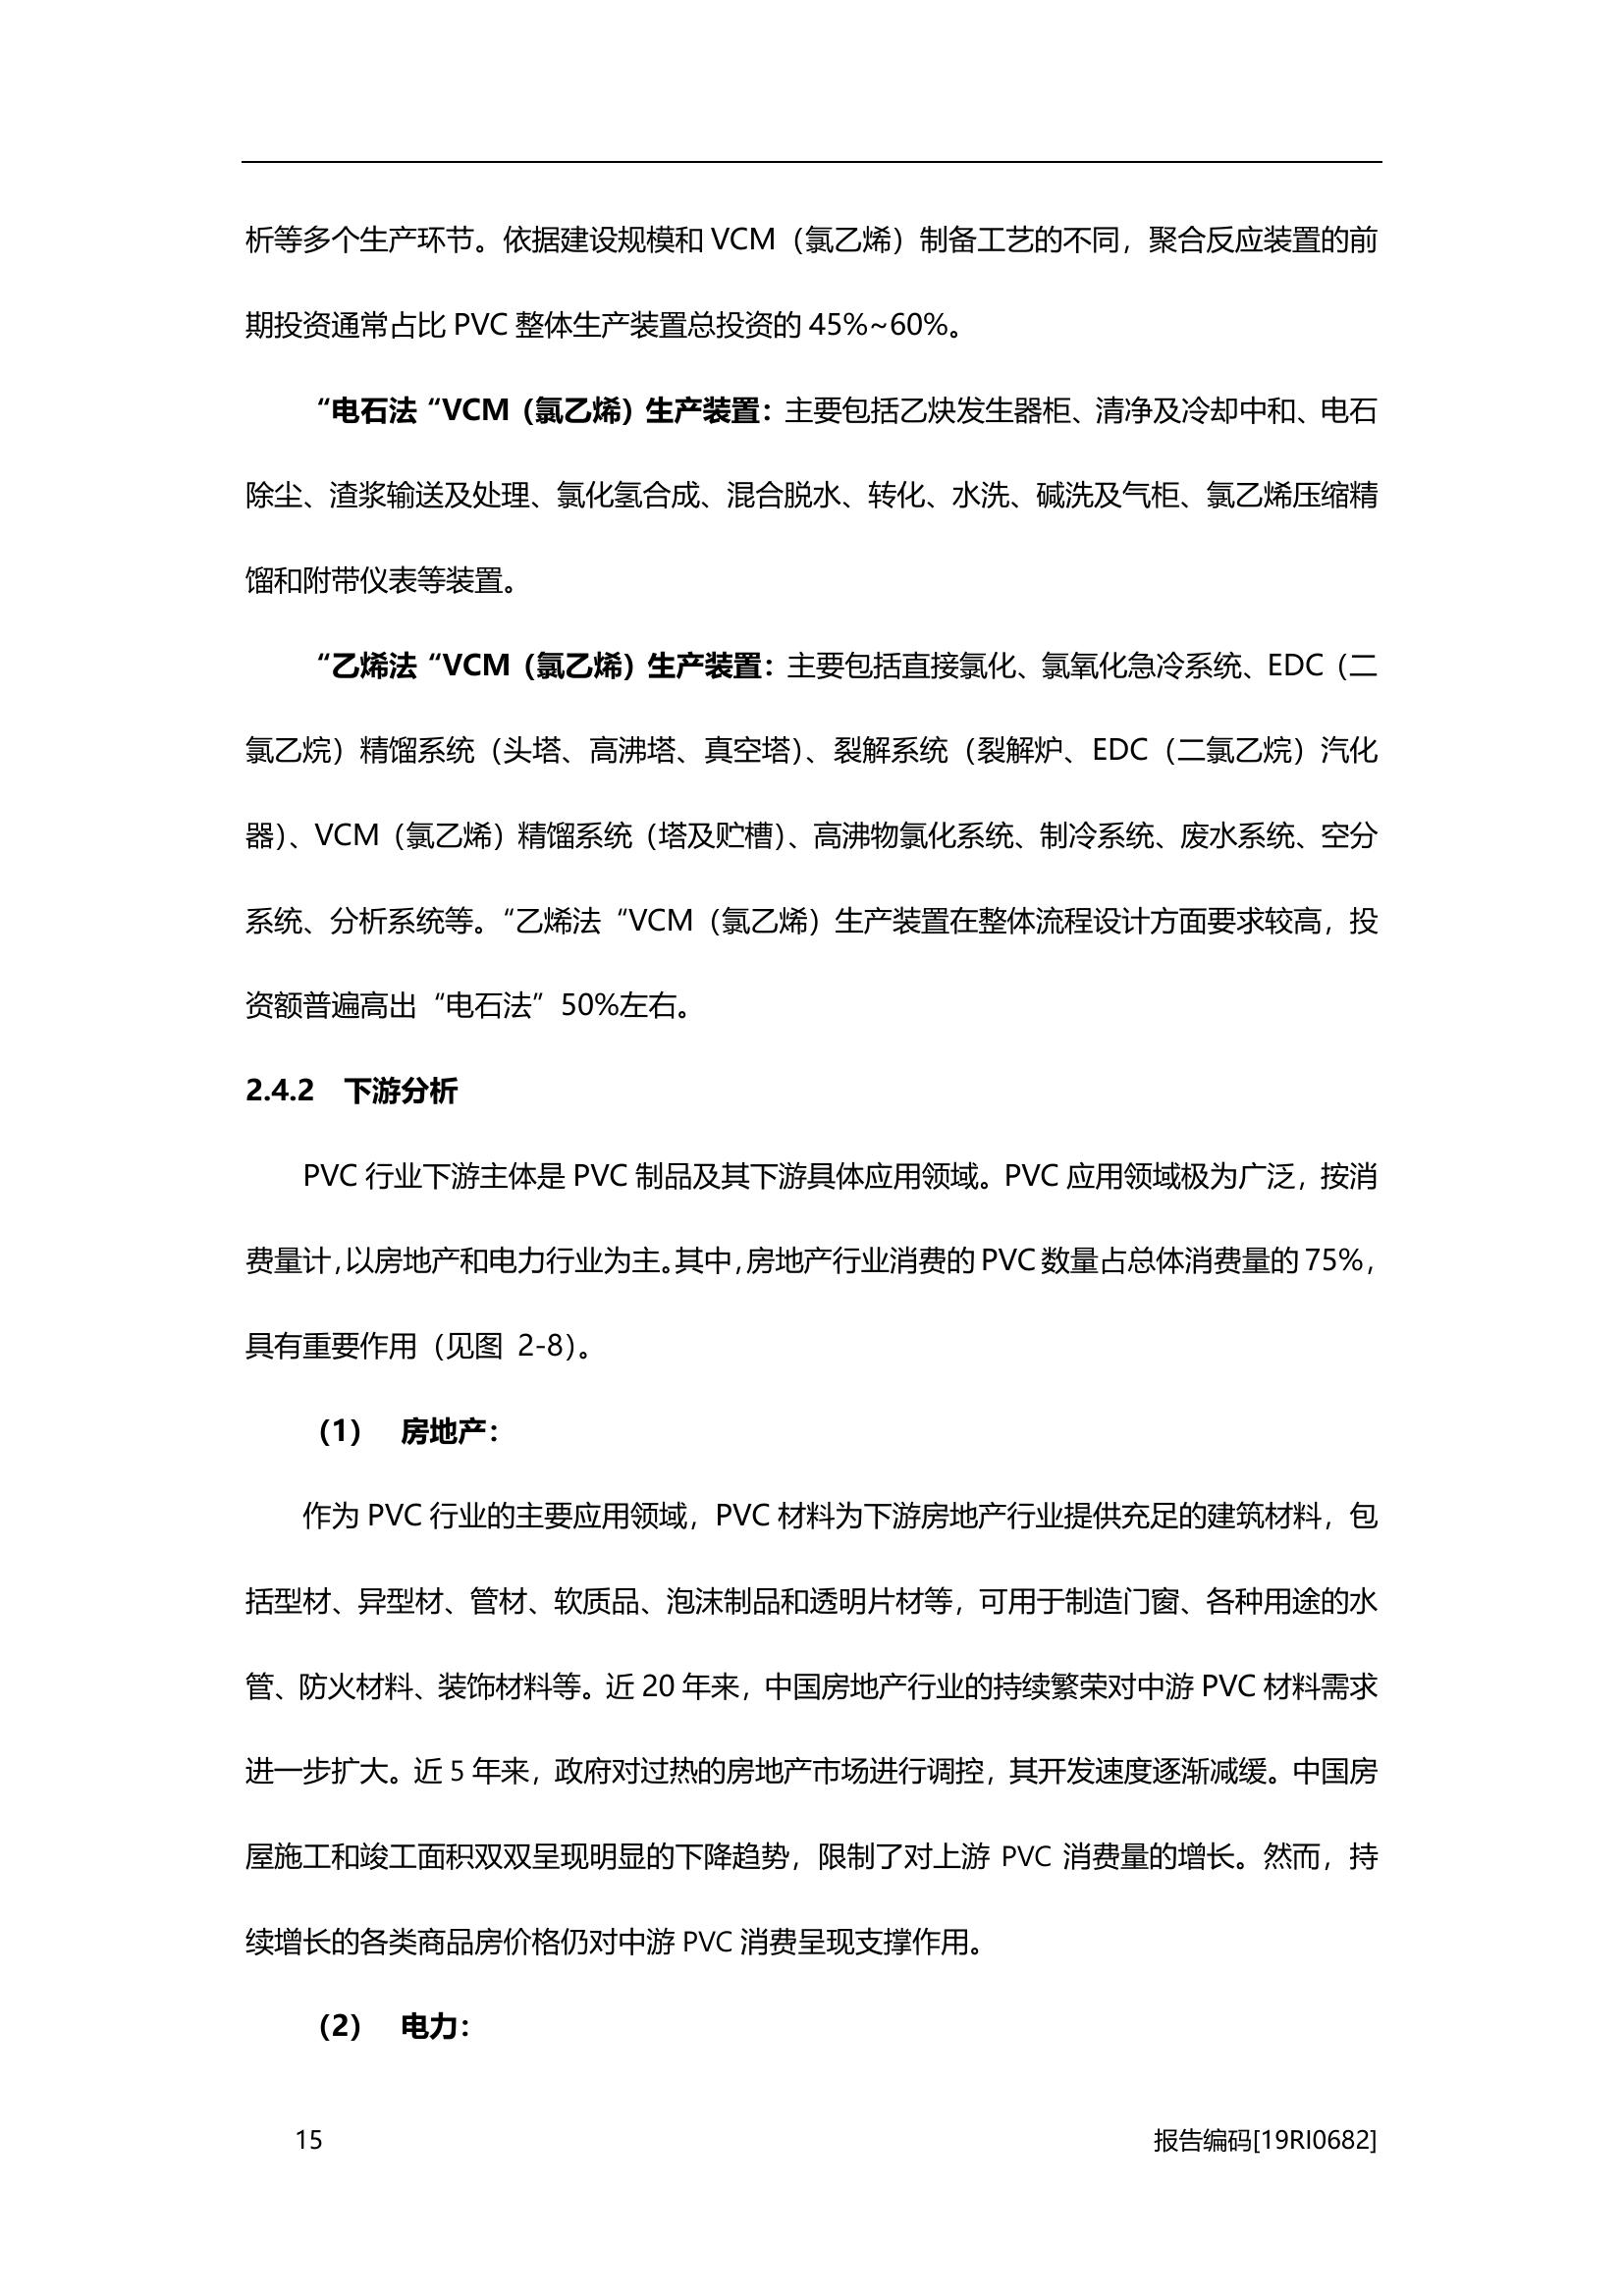 析等多个生产环节。依据建设规模和 VCM（氯乙烯）制备工艺的不同，聚合反应装置的前
期投资通常占比 PVC 整体生产装置总投资的 45%~60%。
“电石法“VCM（氯乙烯）生产装置：主要包括乙炔发生器柜、清净及冷却中和、电石
除尘、渣浆输送及处理、氯化氢合成、混合脱水、转化、水洗、碱洗及气柜、氯乙烯压缩精
馏和附带仪表等装置。
“乙烯法“VCM（氯乙烯）生产装置：主要包括直接氯化、氯氧化急冷系统、EDC（二
氯乙烷）精馏系统（头塔、高沸塔、真空塔）、裂解系统（裂解炉、EDC（二氯乙烷）汽化
器）、VCM（氯乙烯）精馏系统（塔及贮槽）、高沸物氯化系统、制冷系统、废水系统、空分
系统、分析系统等。“乙烯法“VCM（氯乙烯）生产装置在整体流程设计方面要求较高，投
资额普遍高出“电石法”50%左右。
2.4.2 下游分析
PVC 行业下游主体是 PVC 制品及其下游具体应用领域。PVC 应用领域极为广泛，按消
费量计，以房地产和电力行业为主。其中，房地产行业消费的 PVC 数量占总体消费量的 75%，
具有重要作用（见图 2-8）。
（1） 房地产：
作为 PVC 行业的主要应用领域，PVC 材料为下游房地产行业提供充足的建筑材料，包
括型材、异型材、管材、软质品、泡沫制品和透明片材等，可用于制造门窗、各种用途的水
管、防火材料、装饰材料等。近 20 年来，中国房地产行业的持续繁荣对中游 PVC 材料需求
进一步扩大。近 5 年来，政府对过热的房地产市场进行调控，其开发速度逐渐减缓。中国房
屋施工和竣工面积双双呈现明显的下降趋势，限制了对上游 PVC 消费量的增长。然而，持
续增长的各类商品房价格仍对中游 PVC 消费呈现支撑作用。
（2） 电力：
15 报告编码[19RI0682]